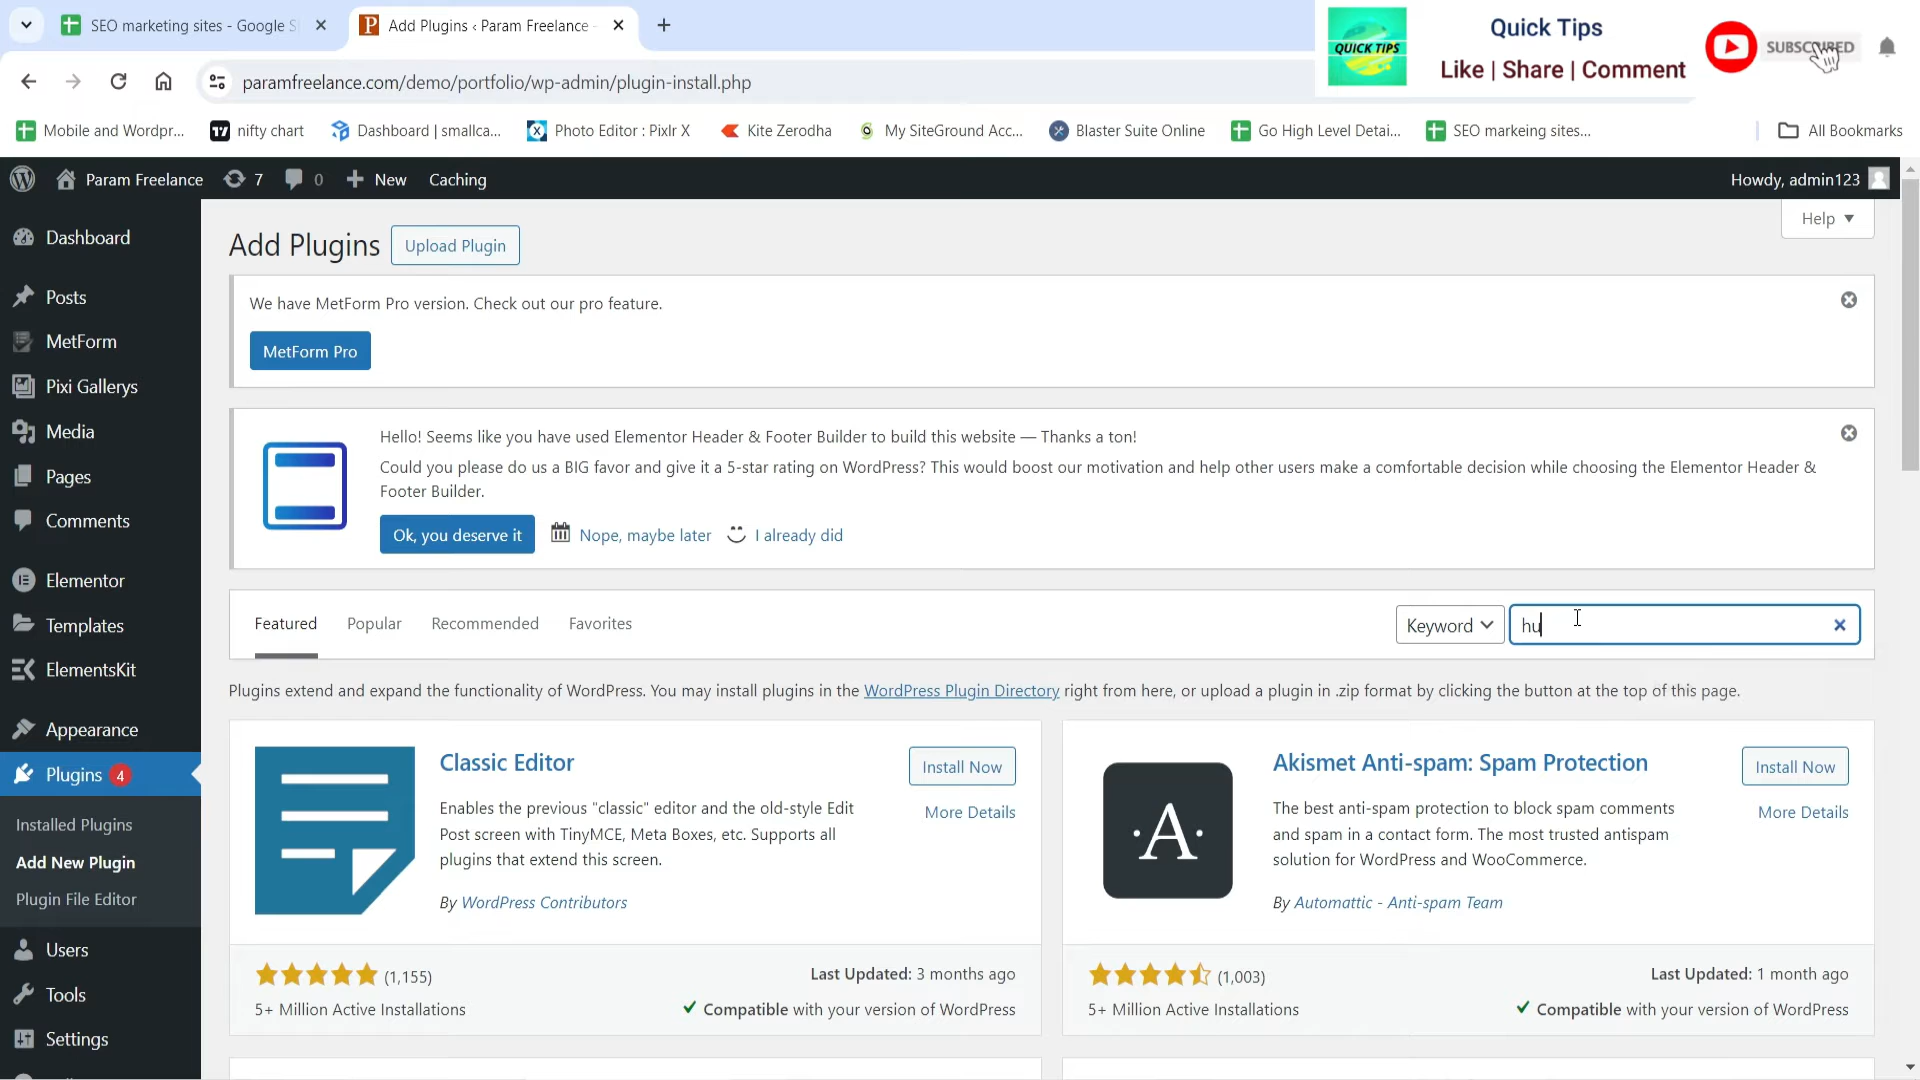 SEO marketing sites - Google S
Add Plugins ‹ Param Freelance -
QUICK TIPS
Quick Tips
Like | Share | Comment
SUBSCRIBED
paramfreelance.com/demo/portfolio/wp-admin/plugin-install.php
Mobile and Wordpr...
nifty chart
Dashboard | smallca...
Photo Editor : Pixlr X
Kite Zerodha
My SiteGround Acc...
Blaster Suite Online
Go High Level Detai...
SEO markeing sites...
All Bookmarks
Param Freelance
7
0
New
Caching
Howdy, admin123
Dashboard
Posts
MetForm
Pixi Gallerys
Media
Pages
Comments
Elementor
Templates
ElementsKit
Appearance
Plugins 4
Installed Plugins
Add New Plugin
Plugin File Editor
Users
Tools
Settings
Help
Add Plugins
Upload Plugin
We have MetForm Pro version. Check out our pro feature.
MetForm Pro
Hello! Seems like you have used Elementor Header & Footer Builder to build this website — Thanks a ton!
Could you please do us a BIG favor and give it a 5-star rating on WordPress? This would boost our motivation and help other users make a comfortable decision while choosing the Elementor Header &
Footer Builder.
Ok, you deserve it
Nope, maybe later
I already did
Featured
Popular
Recommended
Favorites
Keyword
hu
Plugins extend and expand the functionality of WordPress. You may install plugins in the WordPress Plugin Directory right from here, or upload a plugin in .zip format by clicking the button at the top of this page.
Classic Editor
Install Now
More Details
Enables the previous "classic" editor and the old-style Edit
Post screen with TinyMCE, Meta Boxes, etc. Supports all
plugins that extend this screen.
By WordPress Contributors
(1,155)
5+ Million Active Installations
Last Updated: 3 months ago
Compatible with your version of WordPress
·A·
Akismet Anti-spam: Spam Protection
Install Now
More Details
The best anti-spam protection to block spam comments
and spam in a contact form. The most trusted antispam
solution for WordPress and WooCommerce.
By Automattic - Anti-spam Team
(1,003)
5+ Million Active Installations
Last Updated: 1 month ago
Compatible with your version of WordPress